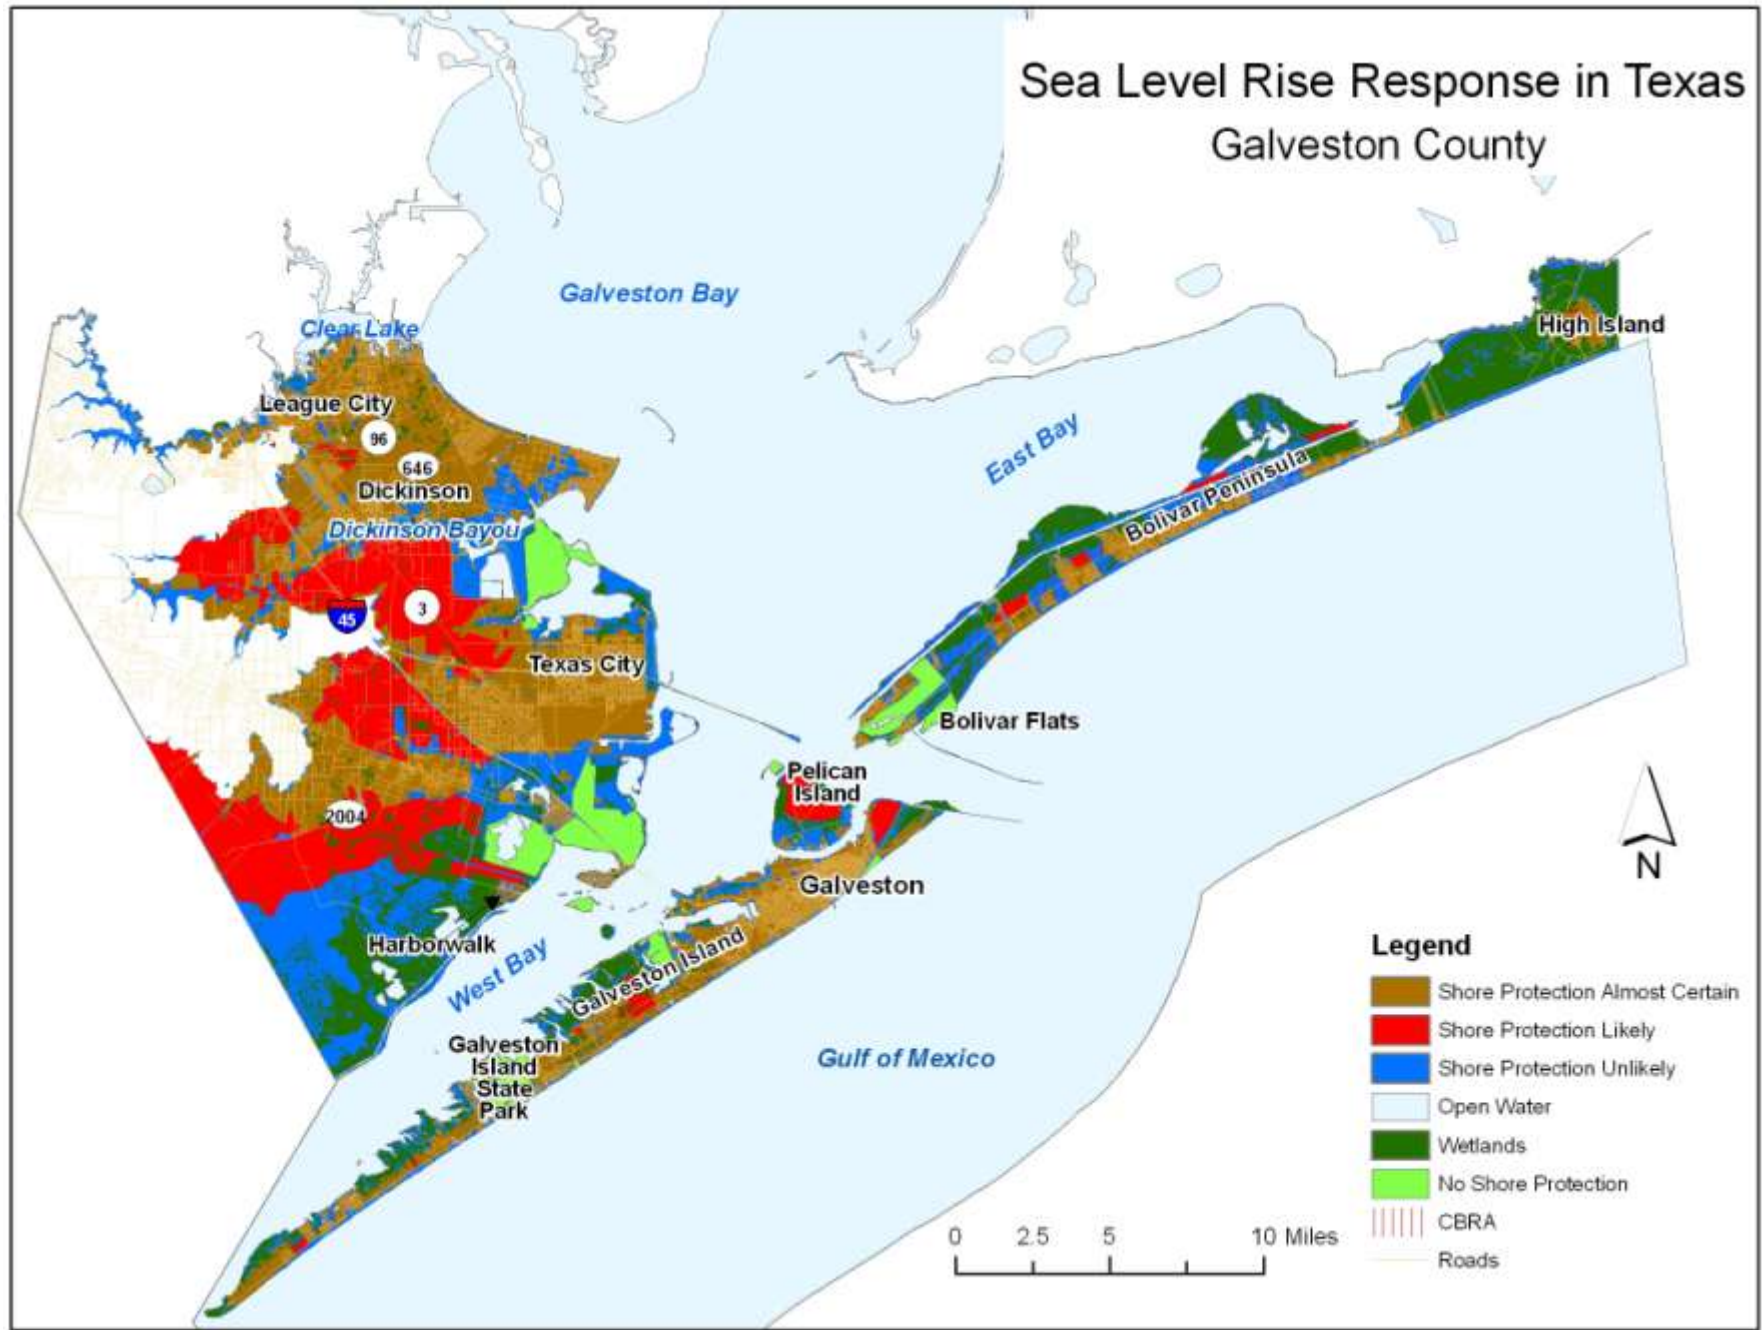 Sea Level Rise Response in Texas
Galveston County
Galveston Bay
Clear Lake
High Island
League City
96
646
East Bay
Dickinson
Bolivar Peninsula
Dickinson Bayou
3
45
Texas City
Bolivar Flats
Pelican
Island
2004
Galveston
N
Harborwalk
West Bay
Galveston Island
Galveston
Island
State
Park
Gulf of Mexico
Legend
Shore Protection Almost Certain
Shore Protection Likely
Shore Protection Unlikely
Open Water
Wetlands
No Shore Protection
CBRA
Roads
0 2.5 5 10 Miles